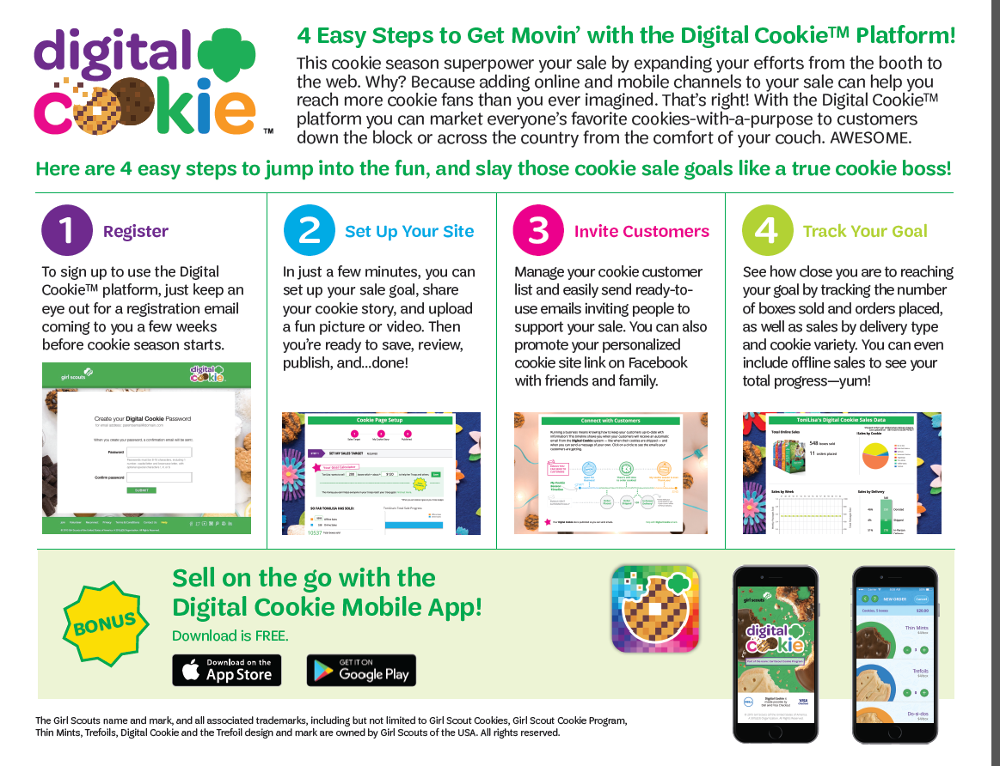 digital
cookie ™
4 Easy Steps to Get Movin’ with the Digital Cookie™ Platform!
This cookie season superpower your sale by expanding your efforts from the booth to
the web. Why? Because adding online and mobile channels to your sale can help you
reach more cookie fans than you ever imagined. That’s right! With the Digital Cookie™
platform you can market everyone’s favorite cookies-with-a-purpose to customers
down the block or across the country from the comfort of your couch. AWESOME.
Here are 4 easy steps to jump into the fun, and slay those cookie sale goals like a true cookie boss!
1 Register
To sign up to use the Digital
Cookie™ platform, just keep an
eye out for a registration email
coming to you a few weeks
before cookie season starts.
girl scouts
digital
cookie
Create your Digital Cookie Password
When you create your password, a confirmation email will be sent.
Password
Confirm password
SUBMIT
2 Set Up Your Site
In just a few minutes, you can
set up your sale goal, share
your cookie story, and upload
a fun picture or video. Then
you’re ready to save, review,
publish, and...done!
Cookie Page Setup
SET MY SALES TARGET
SO FAR TONILISA HAS SOLD:
10537
3 Invite Customers
Manage your cookie customer
list and easily send ready-to-
use emails inviting people to
support your sale. You can also
promote your personalized
cookie site link on Facebook
with friends and family.
Connect with Customers
4 Track Your Goal
See how close you are to reaching
your goal by tracking the number
of boxes sold and orders placed,
as well as sales by delivery type
and cookie variety. You can even
include offline sales to see your
total progress—yum!
ToniLisa's Digital Cookie Sales Data
Total Online Sales
Sales by Cookie
548 boxes sold
11 orders placed
Sales by Week
Sales by Delivery
BONUS
Sell on the go with the
Digital Cookie Mobile App!
Download is FREE.
Download on the
App Store
GET IT ON
Google Play
girl scouts
digital
cookie
DELL
VISA
NEW ORDER
Cancel
Cookies, 5 boxes
$20.00
Thin Mints
Trefoils
Do-si-dos
The Girl Scouts name and mark, and all associated trademarks, including but not limited to Girl Scout Cookies, Girl Scout Cookie Program,
Thin Mints, Trefoils, Digital Cookie and the Trefoil design and mark are owned by Girl Scouts of the USA. All rights reserved.